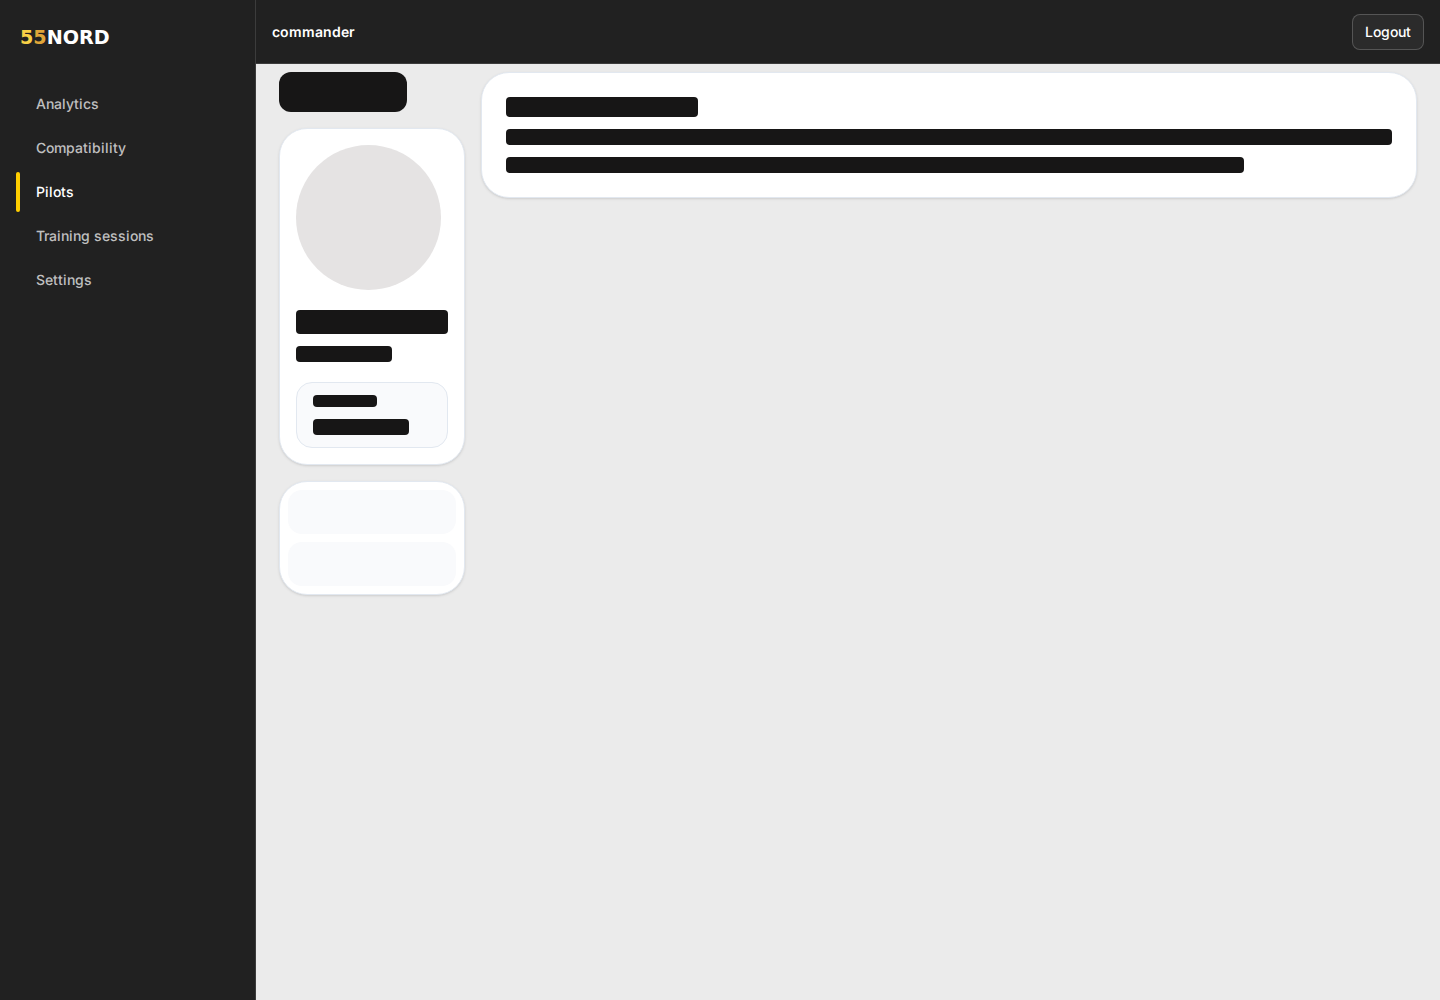 55NORD
commander
Logout
Analytics
Compatibility
Pilots
Training sessions
Settings